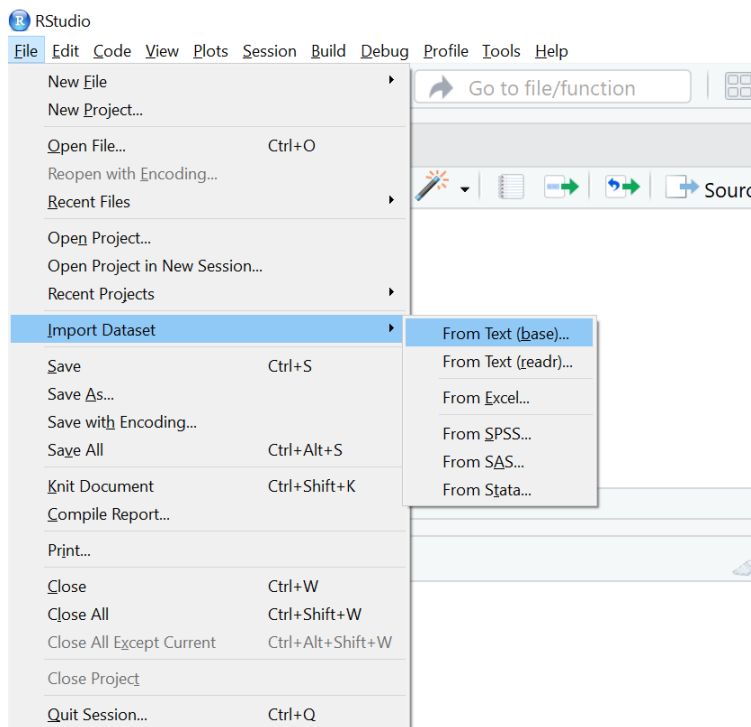 RStudio
File Edit Code View Plots Session Build Debug Profile Tools Help
New File
New Project...
Open File... Ctrl+O
Reopen with Encoding...
Recent Files
Open Project...
Open Project in New Session...
Recent Projects
Import Dataset
Save Ctrl+S
Save As...
Save with Encoding...
Save All Ctrl+Alt+S
Knit Document Ctrl+Shift+K
Compile Report...
Print...
Close Ctrl+W
Close All Ctrl+Shift+W
Close All Except Current Ctrl+Alt+Shift+W
Close Project
Quit Session... Ctrl+Q
From Text (base)...
From Text (readr)...
From Excel...
From SPSS...
From SAS...
From Stata...
Go to file/function